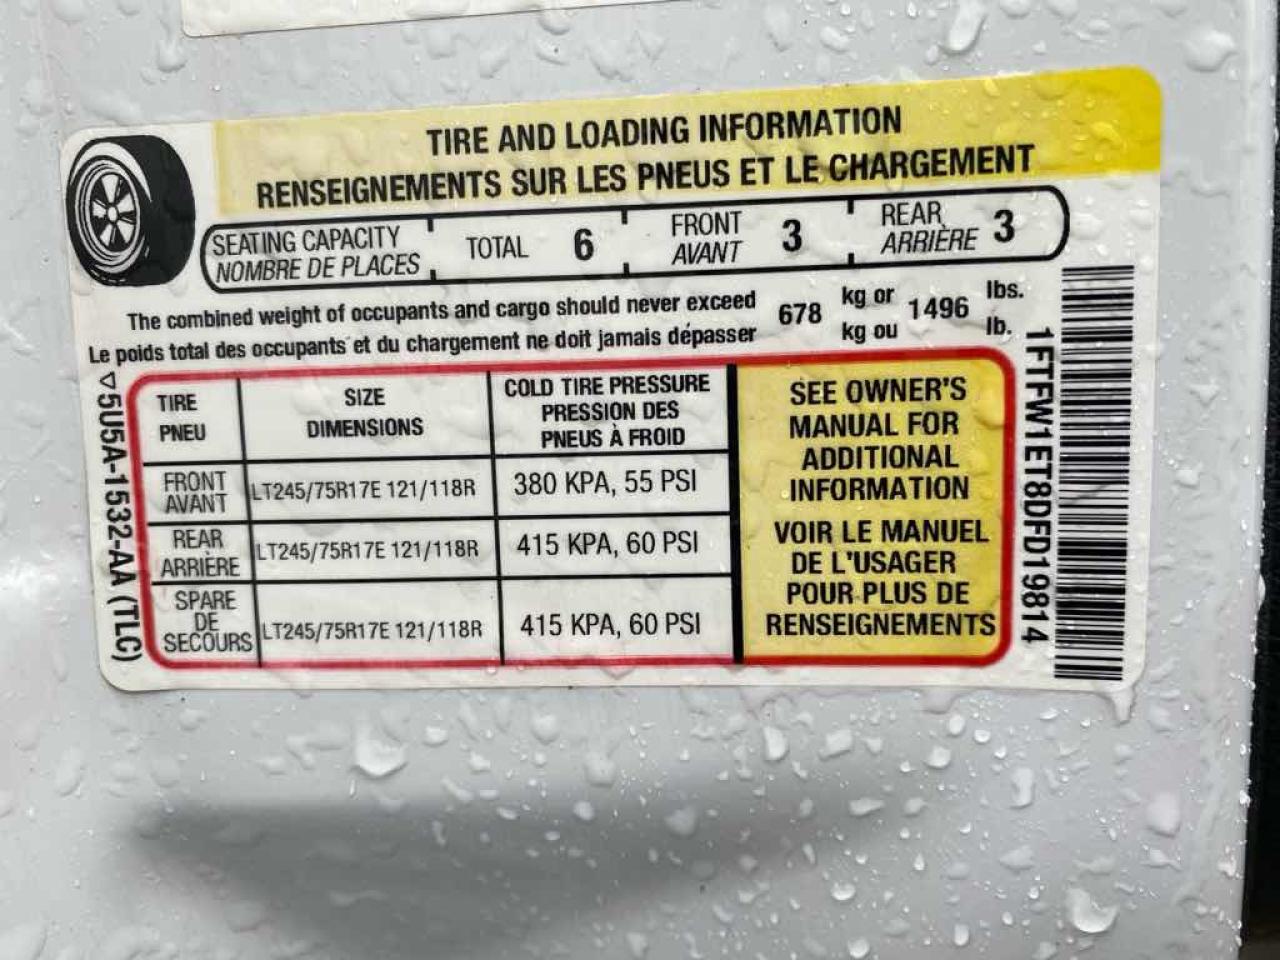 TIRE AND LOADING INFORMATION
RENSEIGNEMENTS SUR LES PNEUS ET LE CHARGEMENT
SEATING CAPACITY TOTAL 6 FRONT 3 REAR 3
NOMBRE DE PLACES AVANT ARRIÈRE
The combined weight of occupants and cargo should never exceed 678 kg or 1496 lbs.
Le poids total des occupants et du chargement ne doit jamais dépasser kg ou lb.
TIRE SIZE COLD TIRE PRESSURE
PNEU DIMENSIONS PRESSION DES
PNEUS À FROID
FRONT
AVANT LT245/75R17E 121/118R 380 KPA, 55 PSI
REAR
ARRIÈRE LT245/75R17E 121/118R 415 KPA, 60 PSI
SPARE
DE
SECOURS LT245/75R17E 121/118R 415 KPA, 60 PSI
SEE OWNER'S
MANUAL FOR
ADDITIONAL
INFORMATION
VOIR LE MANUEL
DE L'USAGER
POUR PLUS DE
RENSEIGNEMENTS
▽5U5A-1532-AA (TLC)
1FTFW1ET8DFD19814